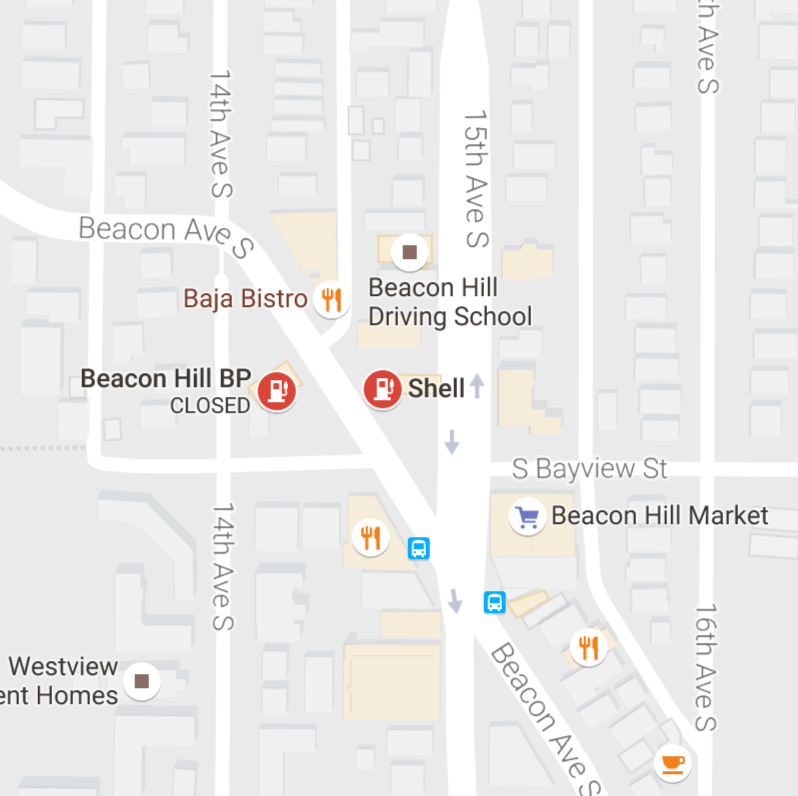 th Ave S
14th Ave S
15th Ave S
Beacon Ave S
Baja Bistro
Beacon Hill
Driving School
Beacon Hill BP
CLOSED
Shell
S Bayview St
Beacon Hill Market
14th Ave S
16th Ave S
Westview
ent Homes
Beacon Ave S